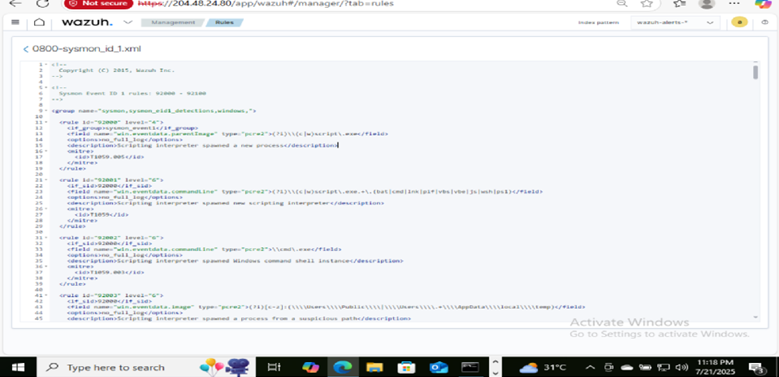 Not secure https://204.48.24.80/app/wazuh#/manager/?tab=rules
wazuh. Management Rules Index pattern wazuh-alerts-*
0800-sysmon_id_1.xml
1 <!--
2 Copyright (C) 2015, Wazuh Inc.
3 -->
4
5 <!--
6 Sysmon Event ID 1 rules: 92000 - 92100
7 -->
8
9 <group name="sysmon,sysmon_eid1_detections,windows,">
10
11 <rule id="92000" level="4">
12 <if_group>sysmon_event1</if_group>
13 <field name="win.eventdata.parentImage" type="pcre2">(?i)\\(c|w)script\.exe</field>
14 <options>no_full_log</options>
15 <description>Scripting interpreter spawned a new process</description>
16 <mitre>
17 <id>T1059.005</id>
18 </mitre>
19 </rule>
20
21 <rule id="92001" level="6">
22 <if_sid>92000</if_sid>
23 <field name="win.eventdata.commandLine" type="pcre2">(?i)\\(c|w)script\.exe.+\.(bat|cmd|lnk|pif|vbs|vbe|js|wsh|ps1)</field>
24 <options>no_full_log</options>
25 <description>Scripting interpreter spawned new scripting interpreter</description>
26 <mitre>
27 <id>T1059</id>
28 </mitre>
29 </rule>
30
31 <rule id="92002" level="6">
32 <if_sid>92000</if_sid>
33 <field name="win.eventdata.commandLine" type="pcre2">\\cmd\.exe</field>
34 <options>no_full_log</options>
35 <description>Scripting interpreter spawned Windows command shell instance</description>
36 <mitre>
37 <id>T1059.003</id>
38 </mitre>
39 </rule>
40
41 <rule id="92003" level="6">
42 <if_sid>92000</if_sid>
43 <field name="win.eventdata.image" type="pcre2">(?i)[c-z]:(\\\\Users\\\\Public\\\\|\\\\Users\\\\.+\\\\AppData\\\\local\\\\temp)</field>
44 <options>no_full_log</options>
45 <description>Scripting interpreter spawned a process from a suspicious path</description>
Activate Windows
Go to Settings to activate Windows.
Type here to search
31°C
11:18 PM
7/21/2025